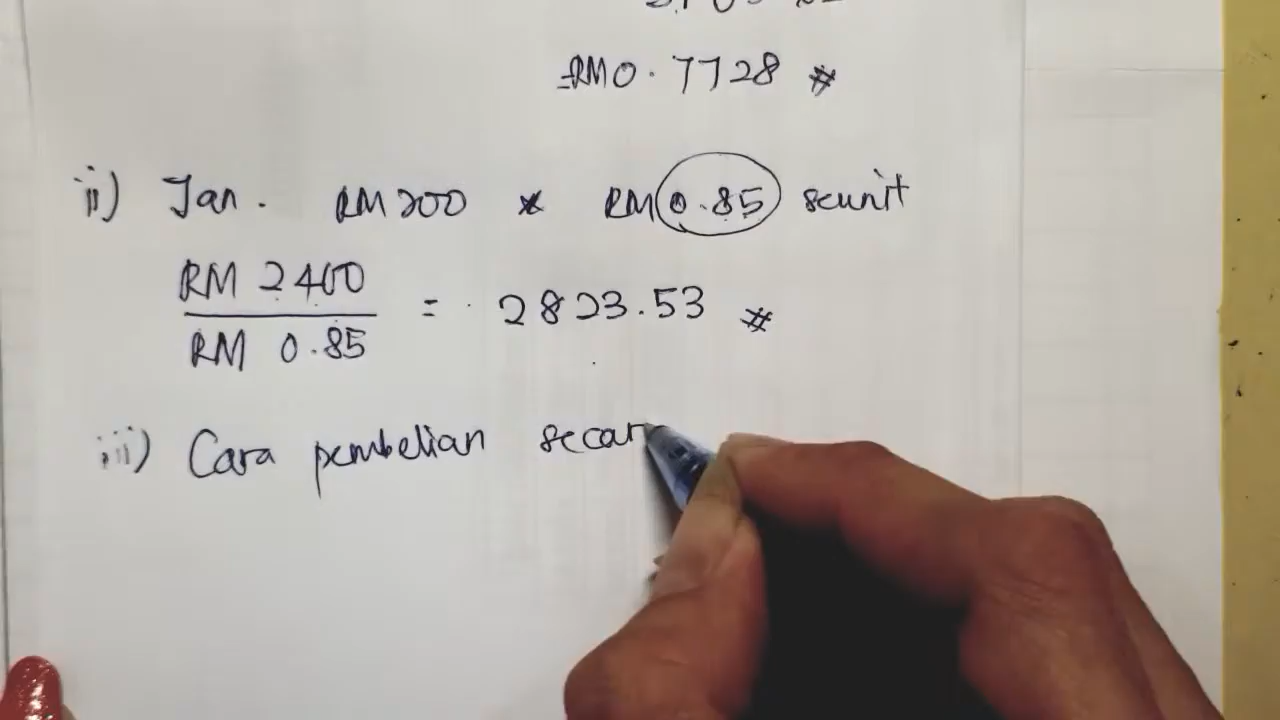 =RM0.7728 #
ii) Jan. RM200 * RM0.85 seunit
RM 2400
= 2823.53 #
RM 0.85
iii) Cara pembelian secar